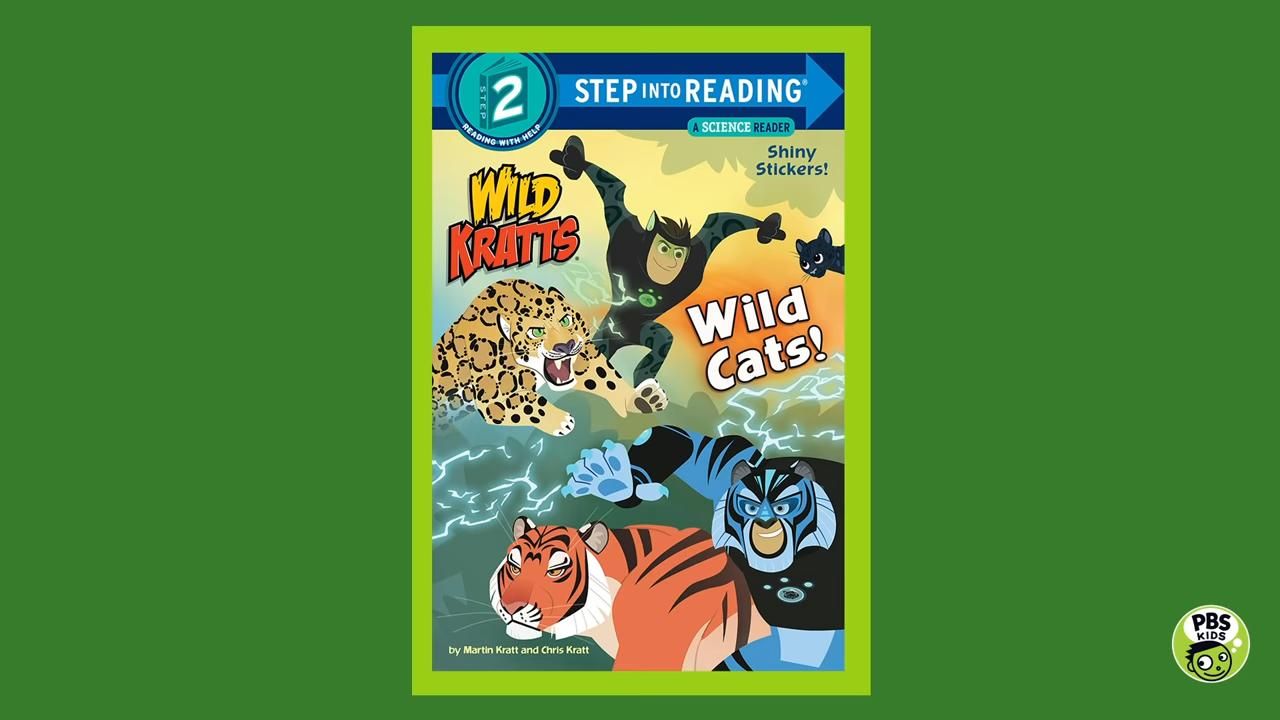 STEP 2
READING WITH HELP
STEP INTO READING®
A SCIENCE READER
Shiny
Stickers!
WILD
KRATTS®
Wild
Cats!
by Martin Kratt and Chris Kratt
PBS
KIDS